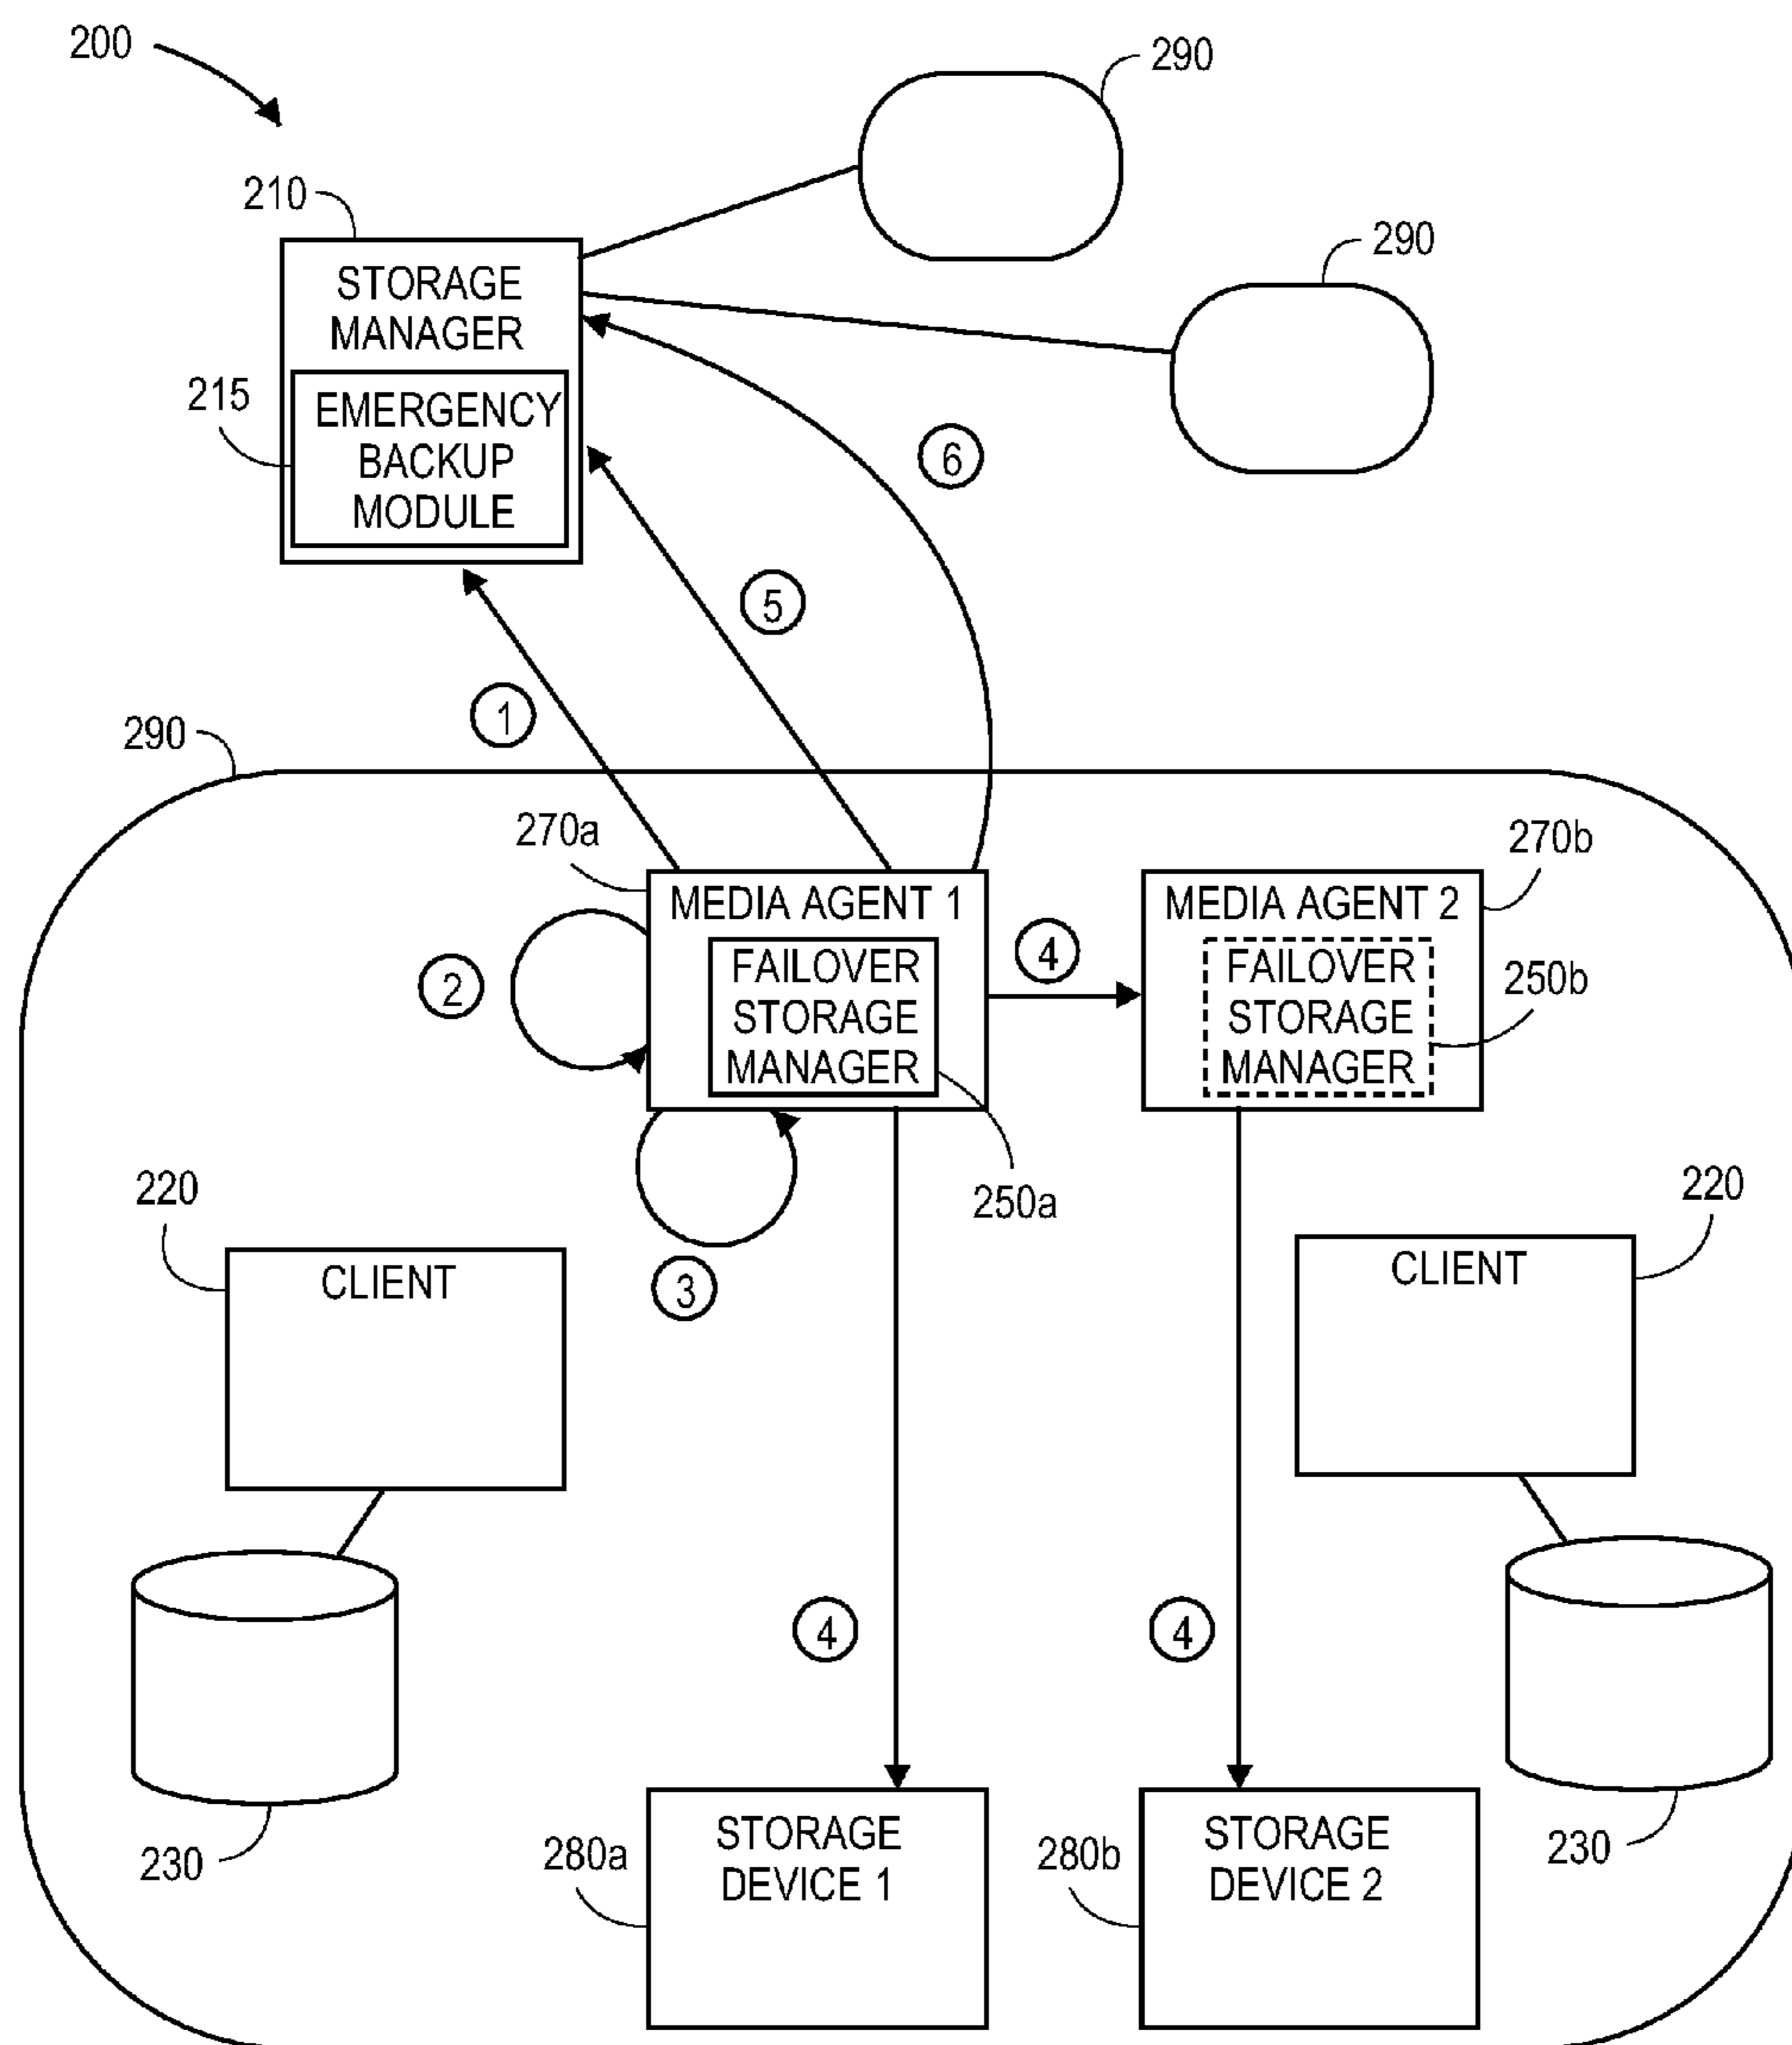 200
290
210
290
STORAGE
MANAGER
215
EMERGENCY
BACKUP
MODULE
6
5
1
290
270a
270b
MEDIA AGENT 1
MEDIA AGENT 2
4
FAILOVER
STORAGE
MANAGER
FAILOVER
STORAGE
MANAGER
250b
2
250a
3
220
CLIENT
220
CLIENT
4
4
230
280a
STORAGE
DEVICE 1
280b
STORAGE
DEVICE 2
230